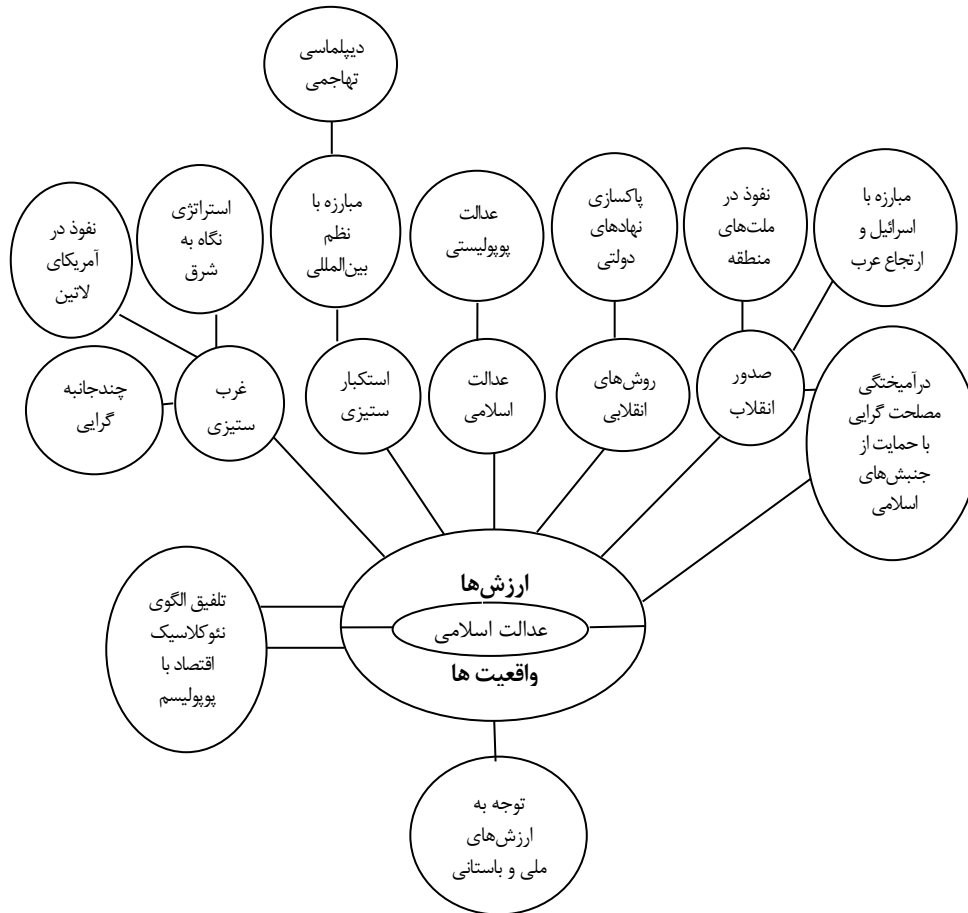 دیپلماسی
تهاجمی
مبارزه با
اسرائیل و
ارتجاع عرب
نفوذ در
ملت‌های
منطقه
پاکسازی
نهادهای
دولتی
عدالت
پوپولیستی
مبارزه با
نظم
بین‌المللی
استراتژی
نگاه به
شرق
نفوذ در
آمریکای
لاتین
درآمیختگی
مصلحت گرایی
با حمایت از
جنبش‌های
اسلامی
صدور
انقلاب
روش‌های
انقلابی
عدالت
اسلامی
استکبار
ستیزی
غرب
ستیزی
چندجانبه
گرایی
ارزش‌ها
عدالت اسلامی
واقعیت ها
تلفیق الگوی
نئوکلاسیک
اقتصاد با
پوپولیسم
توجه به
ارزش‌های
ملی و باستانی